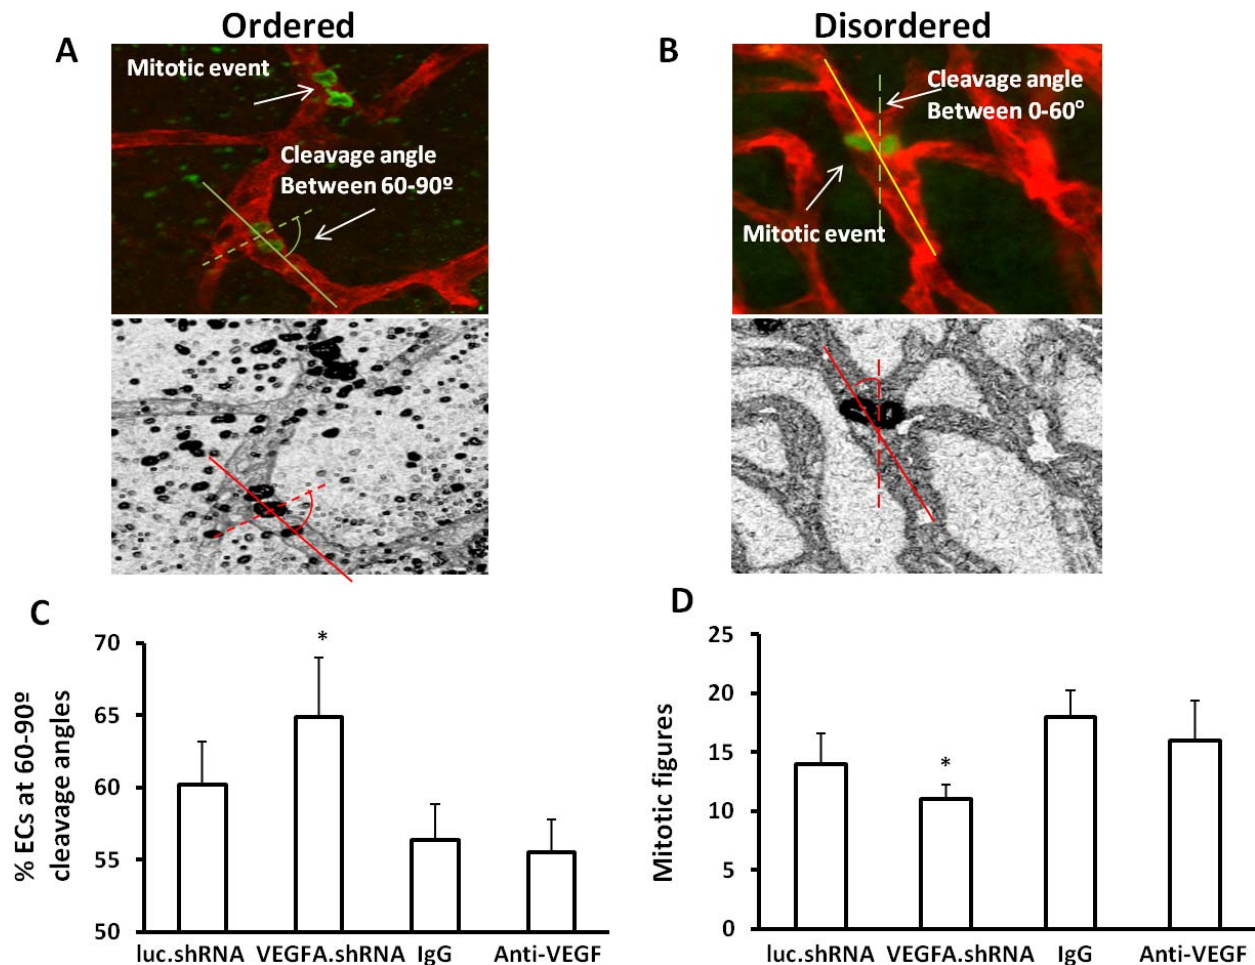 Ordered
Disordered
A
Mitotic event
Cleavage angle
Between 60-90º
B
Cleavage angle
Between 0-60°
Mitotic event
C
% ECs at 60-90º
cleavage angles
70
65
60
55
50
*
luc.shRNA VEGFA.shRNA IgG Anti-VEGF
D
Mitotic figures
25
20
15
10
5
0
*
luc.shRNA VEGFA.shRNA IgG Anti-VEGF